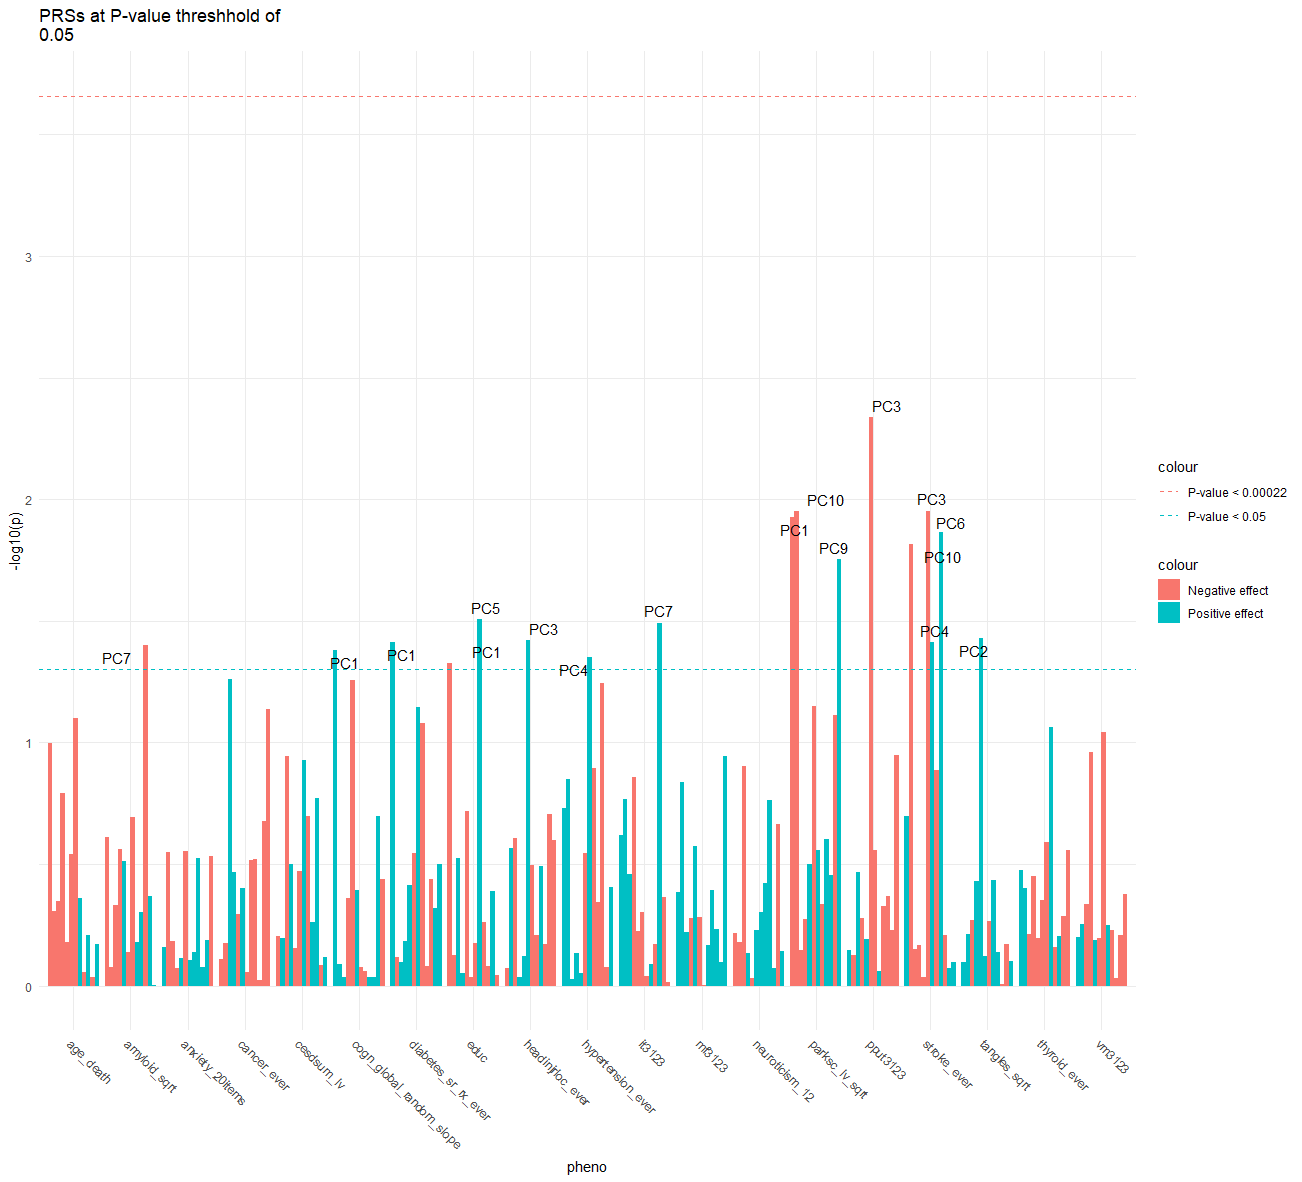 PRSs at P-value threshhold of
0.05
-log10(p)
3
2
1
0
PC3
PC10
PC3
PC1
PC6
PC9
PC10
PC5
PC7
PC3
PC4
PC7
PC1
PC1
PC1
PC4
PC2
colour
P-value < 0.00022
P-value < 0.05
colour
Negative effect
Positive effect
age_death
amyloid_sqrt
anxiety_20items
cancer_ever
cesdsum_lv
cogn_global_random_slope
diabetes_sr_rx_ever
educ
headinjrloc_ever
hypertension_ever
it3123
mf3123
neuroticism_12
parksc_lv_sqrt
pput3123
stroke_ever
tangles_sqrt
thyroid_ever
vm3123
pheno